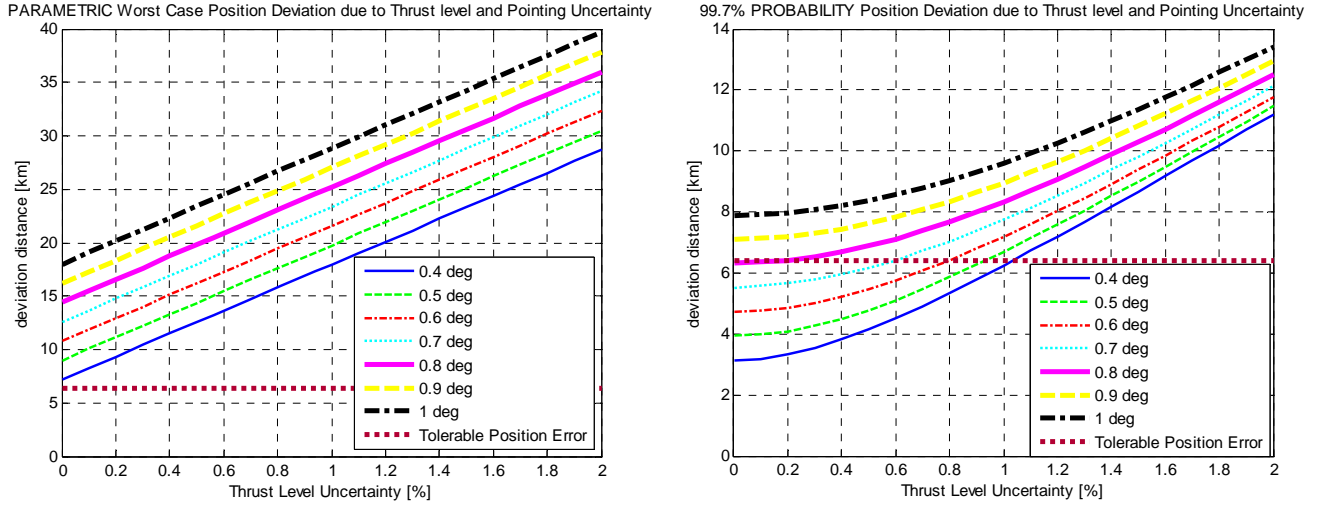 PARAMETRIC Worst Case Position Deviation due to Thrust level and Pointing Uncertainty
40
35
30
25
20
15
10
5
0
deviation distance [km]
0 0.2 0.4 0.6 0.8 1 1.2 1.4 1.6 1.8 2
Thrust Level Uncertainty [%]
0.4 deg
0.5 deg
0.6 deg
0.7 deg
0.8 deg
0.9 deg
1 deg
Tolerable Position Error
99.7% PROBABILITY Position Deviation due to Thrust level and Pointing Uncertainty
14
12
10
8
6
4
2
0
deviation distance [km]
0 0.2 0.4 0.6 0.8 1 1.2 1.4 1.6 1.8 2
Thrust Level Uncertainty [%]
0.4 deg
0.5 deg
0.6 deg
0.7 deg
0.8 deg
0.9 deg
1 deg
Tolerable Position Error